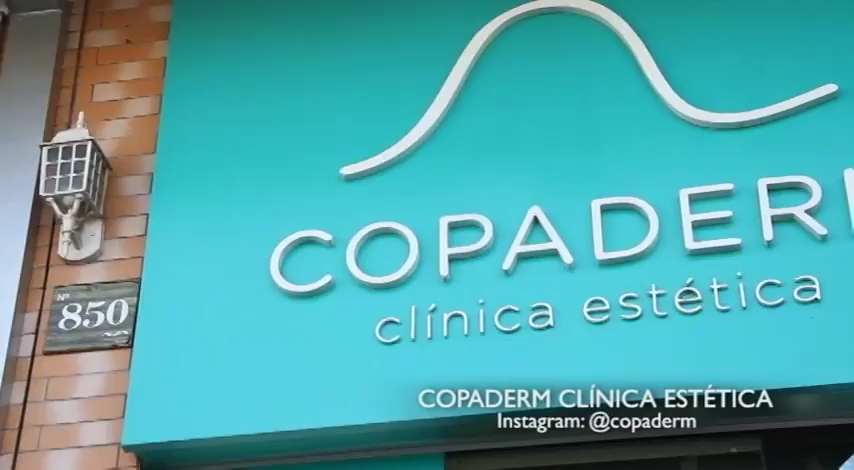 COPADER
clínica estética
Nº
850
COPADERM CLÍNICA ESTÉTICA
Instagram: @copaderm